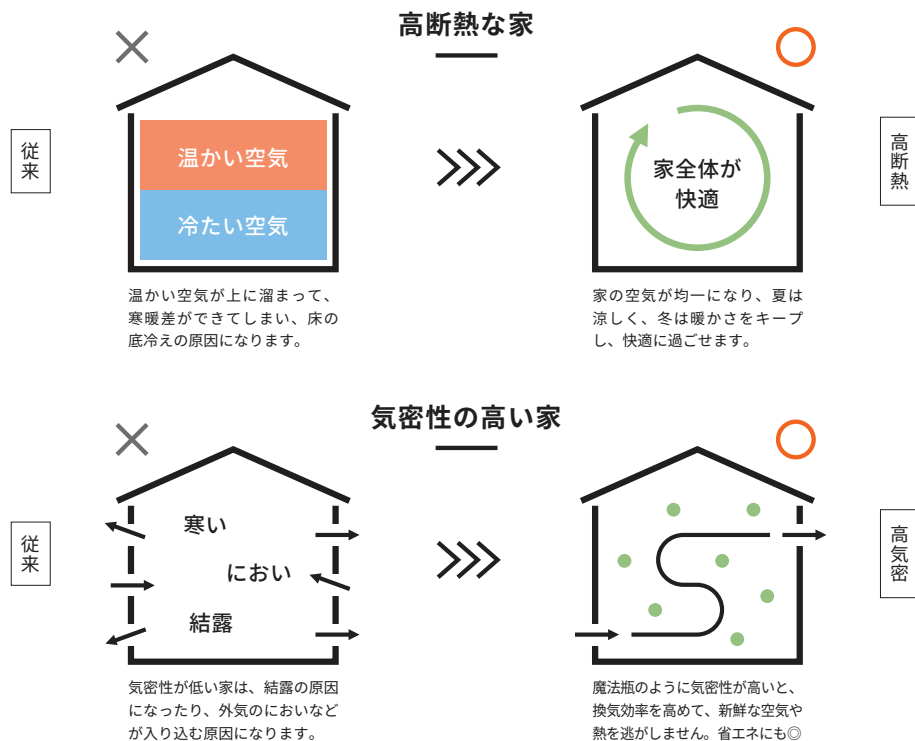 高断熱な家
従来
温かい空気
冷たい空気
温かい空気が上に溜まって、
寒暖差ができてしまい、床の
底冷えの原因になります。
高断熱
家全体が
快適
家の空気が均一になり、夏は
涼しく、冬は暖かさをキープ
し、快適に過ごせます。
気密性の高い家
従来
寒い
におい
結露
気密性が低い家は、結露の原因
になったり、外気のにおいなど
が入り込む原因になります。
高気密
魔法瓶のように気密性が高いと、
換気効率を高めて、新鮮な空気や
熱を逃がしません。省エネにも◎